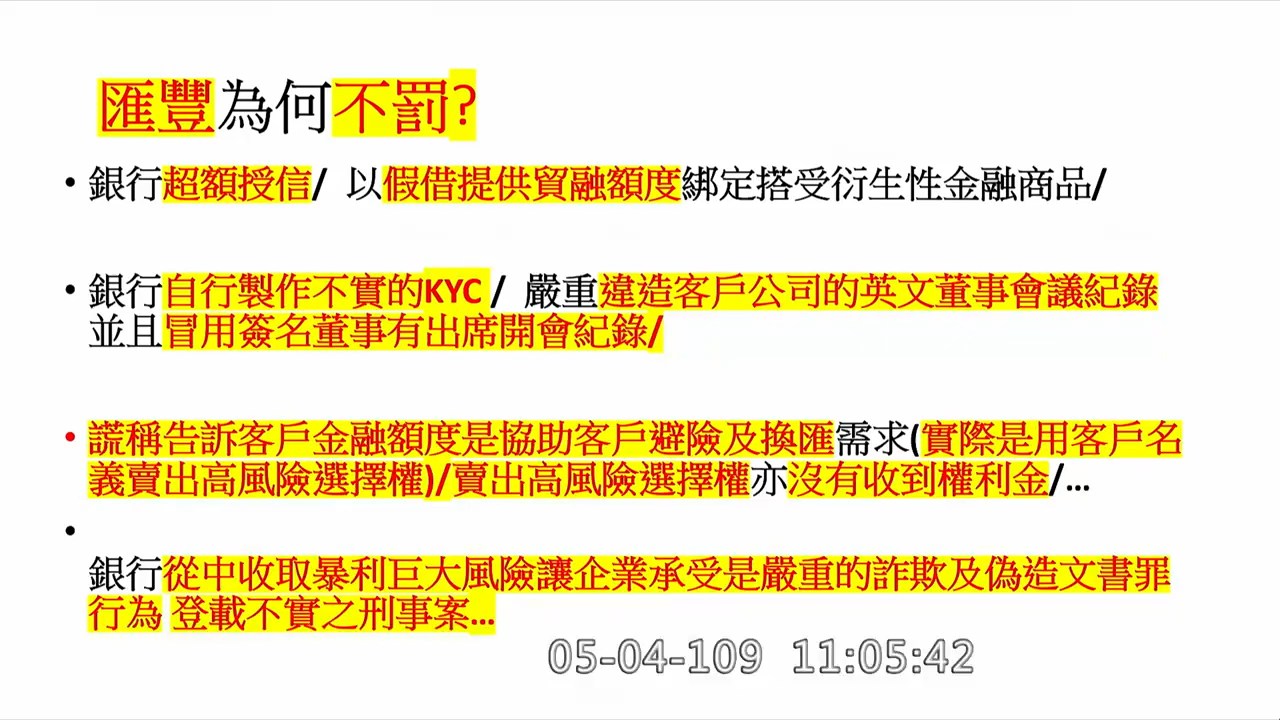 匯豐為何不罰?
• 銀行超額授信/ 以假借提供貿融額度綁定搭受衍生性金融商品/
• 銀行自行製作不實的KYC / 嚴重違造客戶公司的英文董事會議紀錄
並且冒用簽名董事有出席開會紀錄/
• 謊稱告訴客戶金融額度是協助客戶避險及換匯需求(實際是用客戶名
義賣出高風險選擇權)/賣出高風險選擇權亦沒有收到權利金/…
•
銀行從中收取暴利巨大風險讓企業承受是嚴重的詐欺及偽造文書罪
行為 登載不實之刑事案…
05-04-109 11:05:42